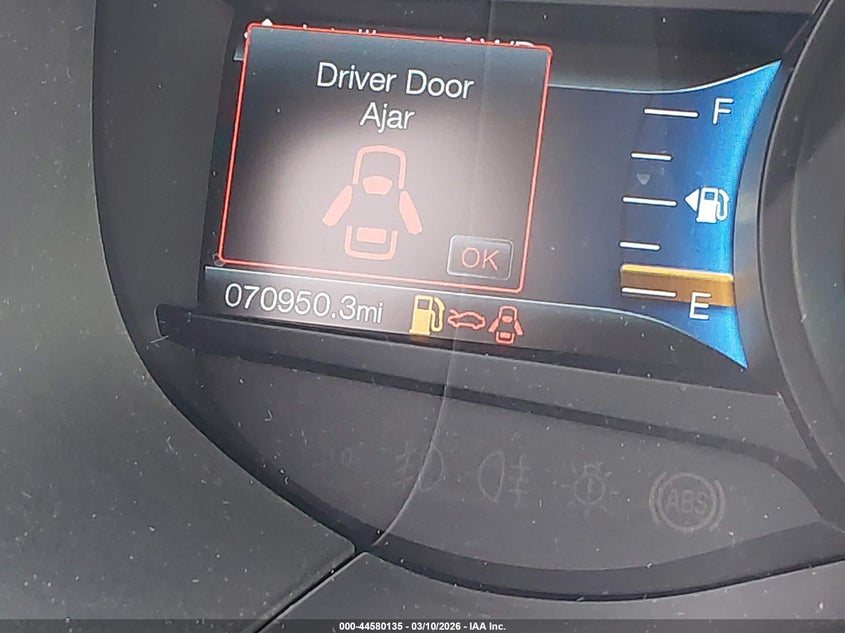 Driver Door
Ajar
OK
F
E
070950.3mi
ABS
000-44580135 - 03/10/2026 - IAA Inc.